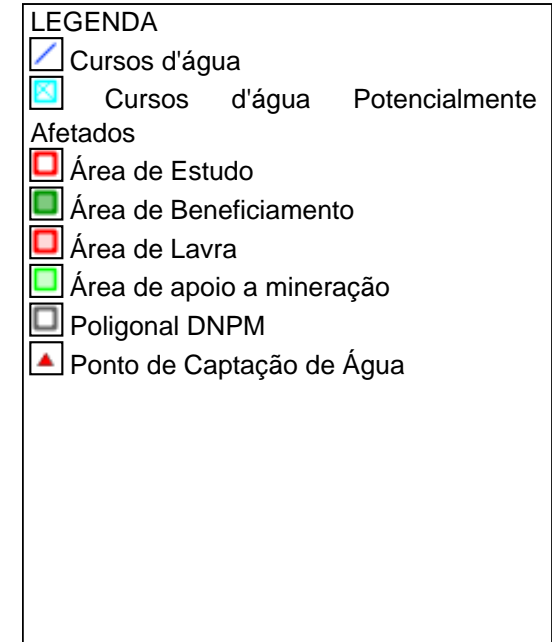 LEGENDA
Cursos d'água
Cursos d'água Potencialmente
Afetados
Área de Estudo
Área de Beneficiamento
Área de Lavra
Área de apoio a mineração
Poligonal DNPM
Ponto de Captação de Água